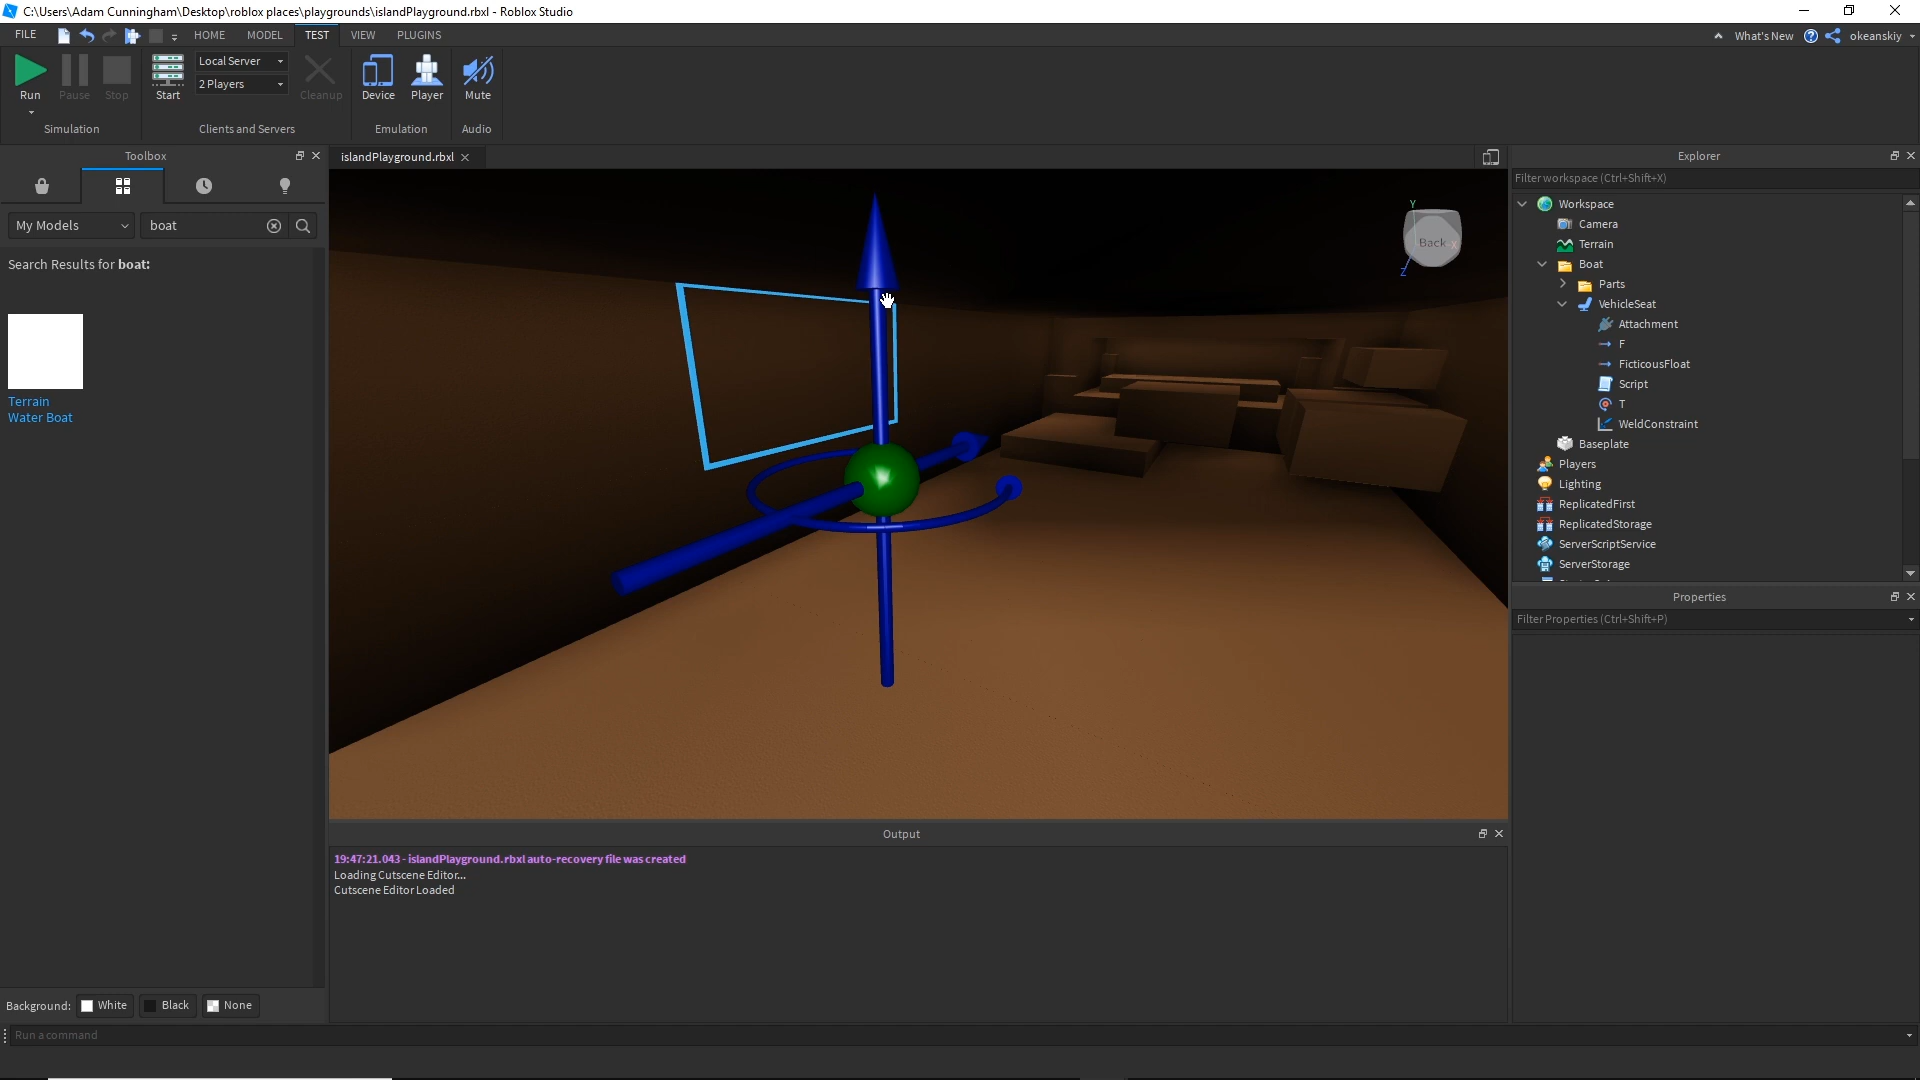 C:\Users\Adam Cunningham\Desktop\roblox places\playgrounds\islandPlayground.rbxl - Roblox Studio
FILE
HOME
MODEL
TEST
VIEW
PLUGINS
What's New
okeanskiy
Run
Pause
Stop
Start
Local Server
2 Players
Cleanup
Device
Player
Mute
Simulation
Clients and Servers
Emulation
Audio
Toolbox
My Models
boat
Search Results for boat:
Terrain
Water Boat
Background:
White
Black
None
islandPlayground.rbxl
Y
Back
X
Z
Output
19:47:21.043 - islandPlayground.rbxl auto-recovery file was created
Loading Cutscene Editor...
Cutscene Editor Loaded
Explorer
Filter workspace (Ctrl+Shift+X)
Workspace
Camera
Terrain
Boat
Parts
VehicleSeat
Attachment
F
FicticousFloat
Script
T
WeldConstraint
Baseplate
Players
Lighting
ReplicatedFirst
ReplicatedStorage
ServerScriptService
ServerStorage
Properties
Filter Properties (Ctrl+Shift+P)
Run a command